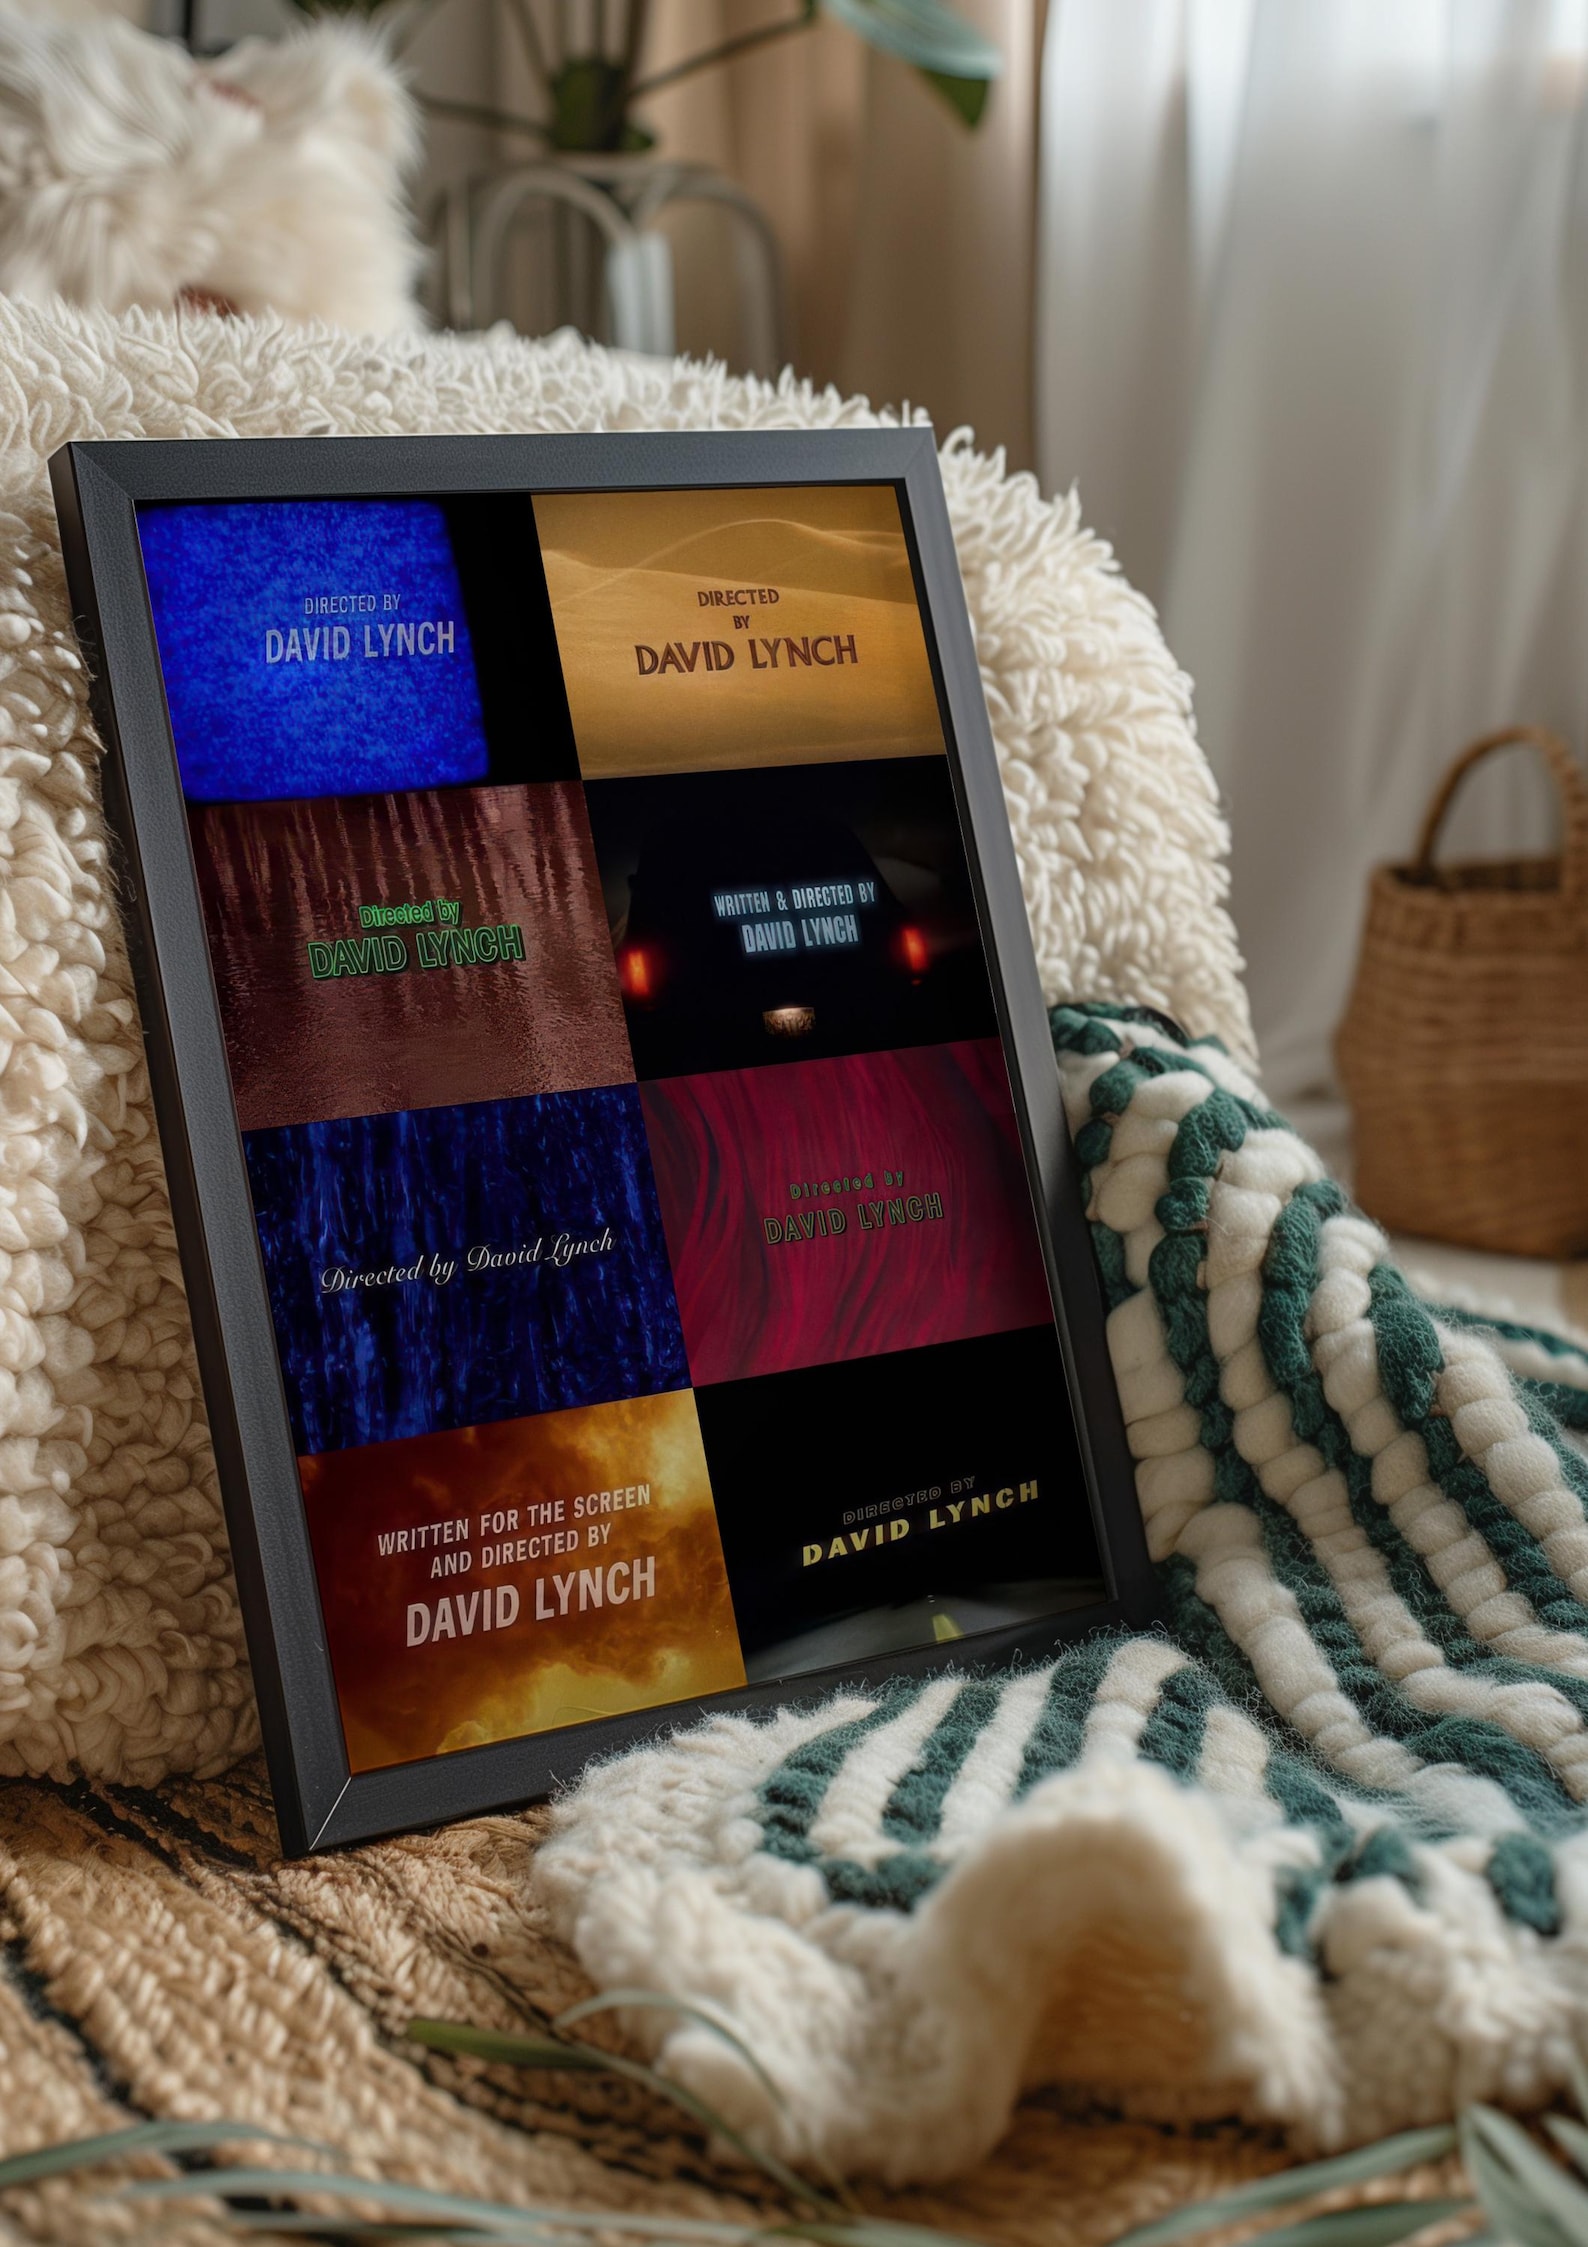 DIRECTED BY
DAVID LYNCH
DIRECTED
BY
DAVID LYNCH
Directed by
DAVID LYNCH
WRITTEN & DIRECTED BY
DAVID LYNCH
Directed by David Lynch
Directed by
DAVID LYNCH
WRITTEN FOR THE SCREEN
AND DIRECTED BY
DAVID LYNCH
DIRECTED BY
DAVID LYNCH